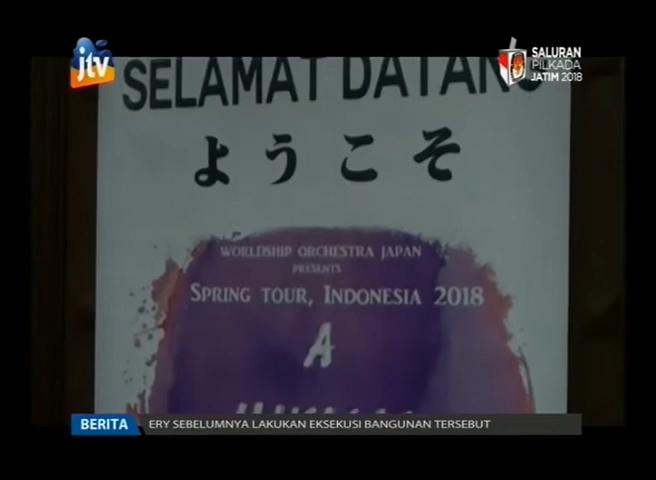 jtv
SALURAN
PILKADA
JATIM 2018
SELAMAT DATANG
ようこそ
WORLDSHIP ORCHESTRA JAPAN
PRESENTS
SPRING TOUR, INDONESIA 2018
A
BERITA
ERY SEBELUMNYA LAKUKAN EKSEKUSI BANGUNAN TERSEBUT